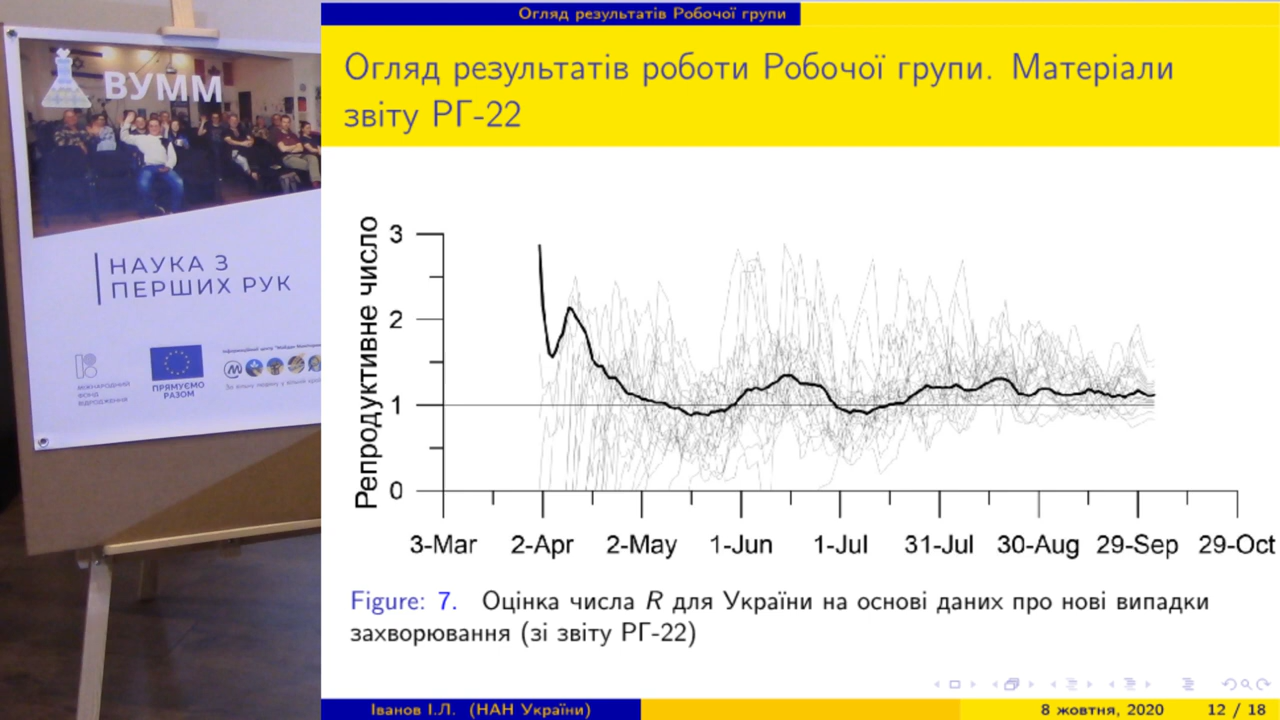 ВУММ
НАУКА З
ПЕРШИХ РУК
МІЖНАРОДНИЙ
ФОНД
ВІДРОДЖЕННЯ
ПРЯМУЄМО
РАЗОМ
Огляд результатів Робочої групи
Огляд результатів роботи Робочої групи. Матеріали
звіту РГ-22
Репродуктивне число
3
2
1
0
3-Mar 2-Apr 2-May 1-Jun 1-Jul 31-Jul 30-Aug 29-Sep 29-Oct
Figure: 7. Оцінка числа R для України на основі даних про нові випадки
захворювання (зі звіту РГ-22)
Іванов І.Л. (НАН України) 8 жовтня, 2020 12 / 18